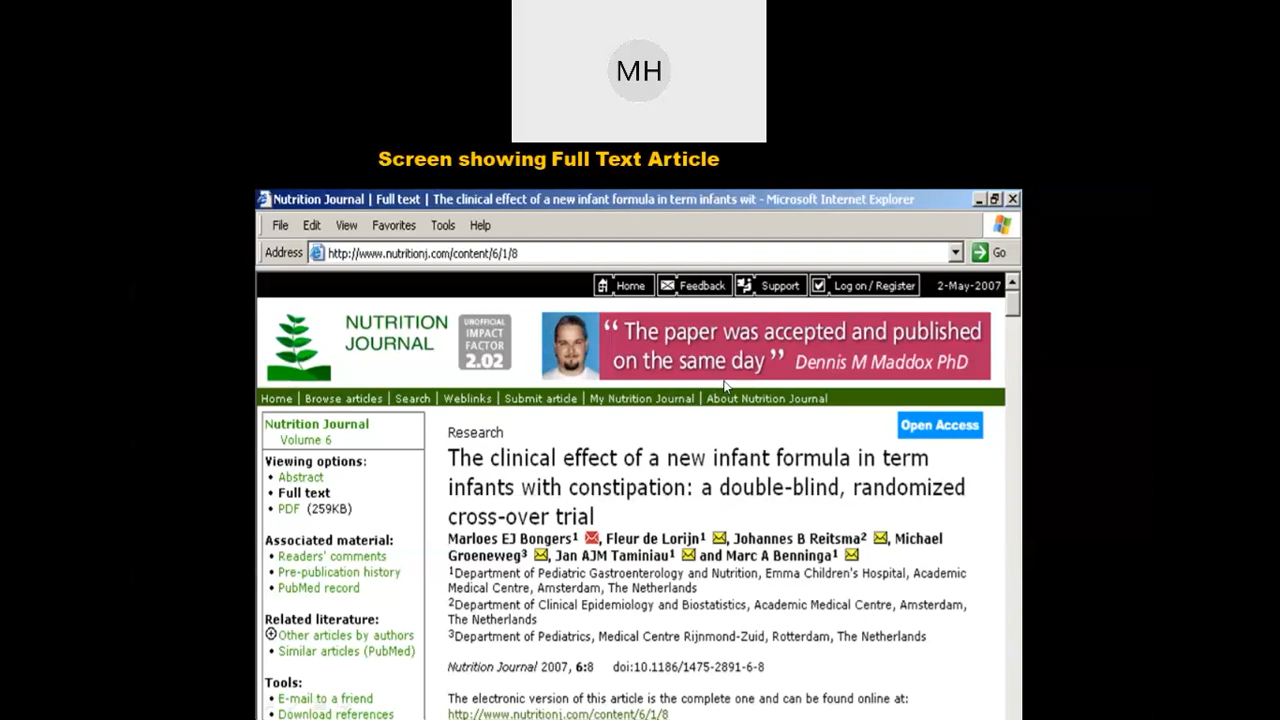 MH
Screen showing Full Text Article
Nutrition Journal | Full text | The clinical effect of a new infant formula in term infants wit - Microsoft Internet Explorer
File Edit View Favorites Tools Help
Address http://www.nutritionj.com/content/6/1/8 Go
Home Feedback Support Log on / Register 2-May-2007
NUTRITION
JOURNAL
UNOFFICIAL
IMPACT
FACTOR
2.02
“ The paper was accepted and published
on the same day ” Dennis M Maddox PhD
Home | Browse articles | Search | Weblinks | Submit article | My Nutrition Journal | About Nutrition Journal
Nutrition Journal
Volume 6
Viewing options:
• Abstract
• Full text
• PDF (259KB)
Associated material:
• Readers' comments
• Pre-publication history
• PubMed record
Related literature:
Other articles by authors
• Similar articles (PubMed)
Tools:
• E-mail to a friend
• Download references
Research
Open Access
The clinical effect of a new infant formula in term
infants with constipation: a double-blind, randomized
cross-over trial
Marloes EJ Bongers1 , Fleur de Lorijn1 , Johannes B Reitsma2 , Michael
Groeneweg3 , Jan AJM Taminiau1 and Marc A Benninga1
1Department of Pediatric Gastroenterology and Nutrition, Emma Children's Hospital, Academic
Medical Centre, Amsterdam, The Netherlands
2Department of Clinical Epidemiology and Biostatistics, Academic Medical Centre, Amsterdam,
The Netherlands
3Department of Pediatrics, Medical Centre Rijnmond-Zuid, Rotterdam, The Netherlands
Nutrition Journal 2007, 6:8 doi:10.1186/1475-2891-6-8
The electronic version of this article is the complete one and can be found online at:
http://www.nutritionj.com/content/6/1/8